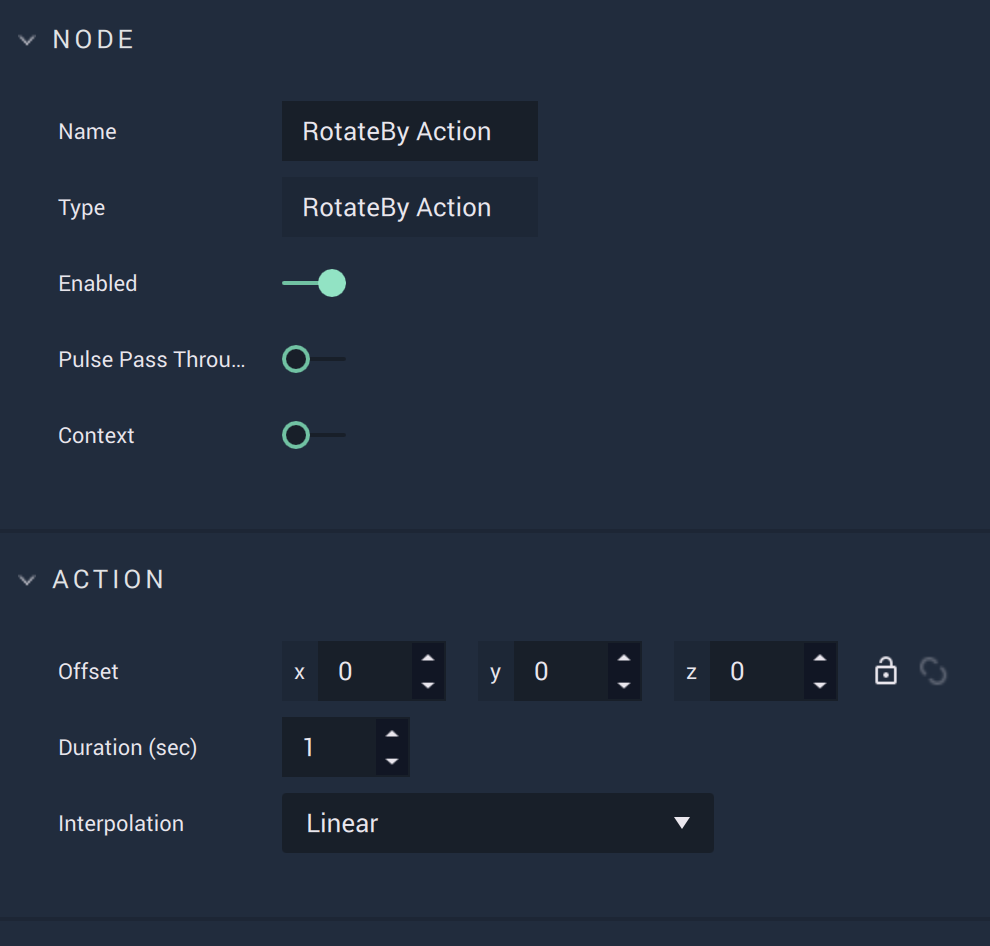 NODE
Name RotateBy Action
Type RotateBy Action
Enabled
Pulse Pass Throu...
Context
ACTION
Offset x 0 y 0 z 0
Duration (sec) 1
Interpolation Linear